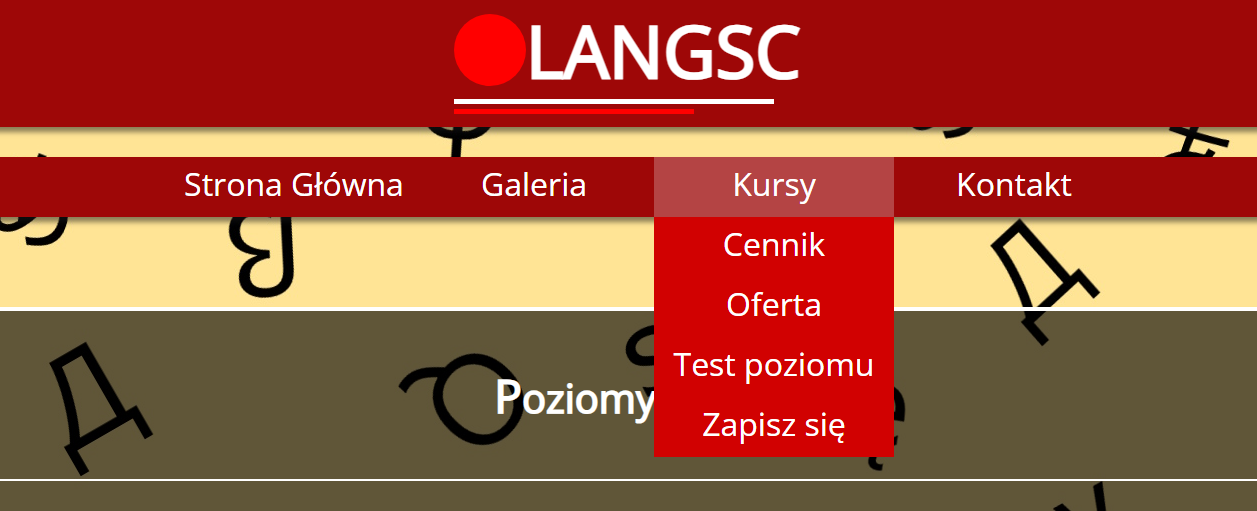 LANGSC
Strona Główna Galeria Kursy Kontakt
Cennik
Oferta
Test poziomu
Poziomy
Zapisz się